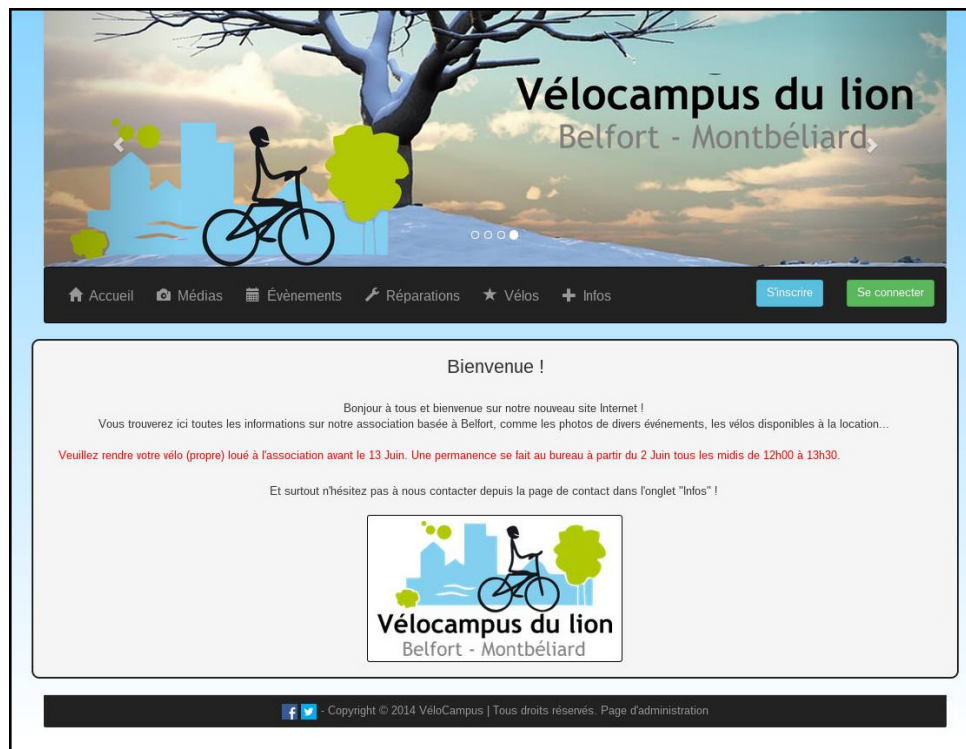 Vélocampus du lion
Belfort - Montbéliard
Accueil Médias Évènements Réparations Vélos Infos S'inscrire Se connecter
Bienvenue !
Bonjour à tous et bienvenue sur notre nouveau site Internet !
Vous trouverez ici toutes les informations sur notre association basée à Belfort, comme les photos de divers événements, les vélos disponibles à la location...
Veuillez rendre votre vélo (propre) loué à l'association avant le 13 Juin. Une permanence se fait au bureau à partir du 2 Juin tous les midis de 12h00 à 13h30.
Et surtout n'hésitez pas à nous contacter depuis la page de contact dans l'onglet "Infos" !
Vélocampus du lion
Belfort - Montbéliard
- Copyright © 2014 VéloCampus | Tous droits réservés. Page d'administration